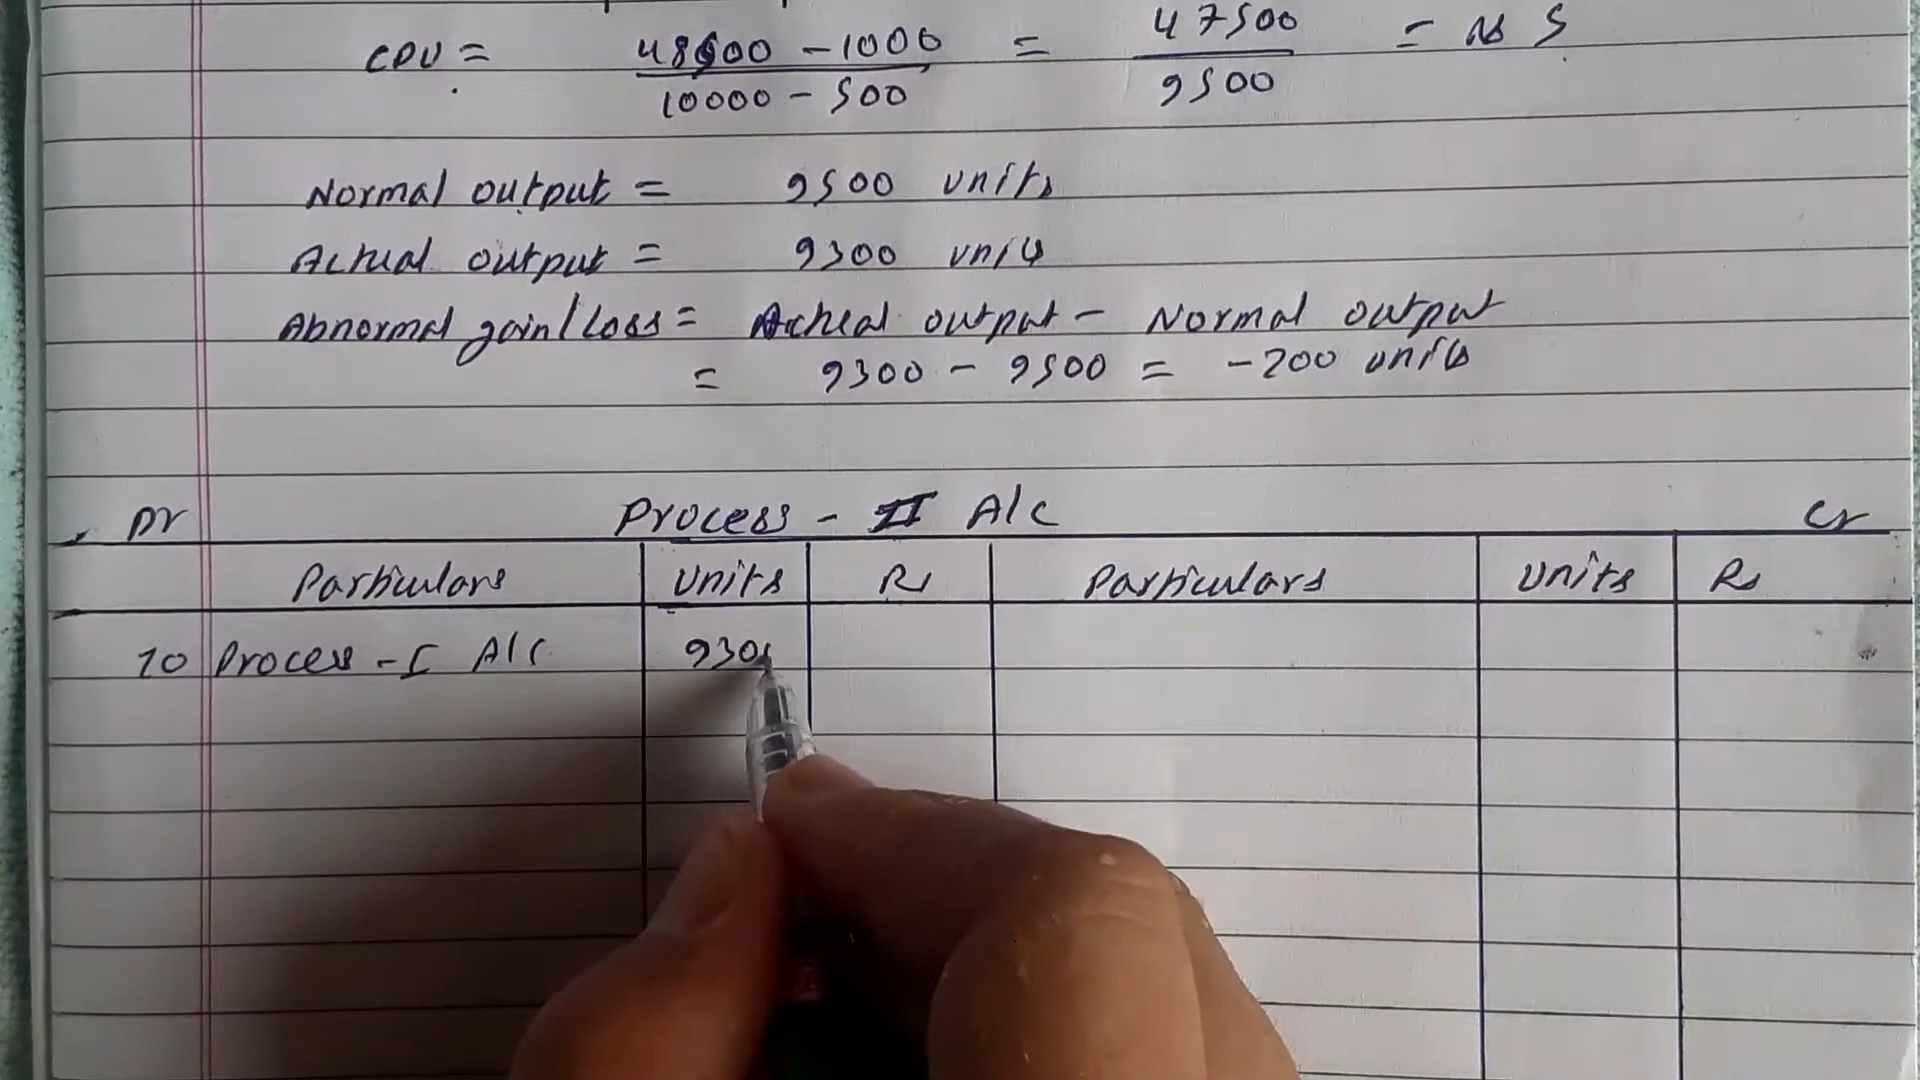 CPU = 48500 - 1000 = 47500 = Rs 5
10000 - 500 9500
Normal output = 9500 units
Actual output = 9300 units
Abnormal gain/Loss = Actual output - Normal output
= 9300 - 9500 = -200 units
Dr Process - II A/c Cr
Particulars Units Rs Particulars Units Rs
To Process - I A/c 930